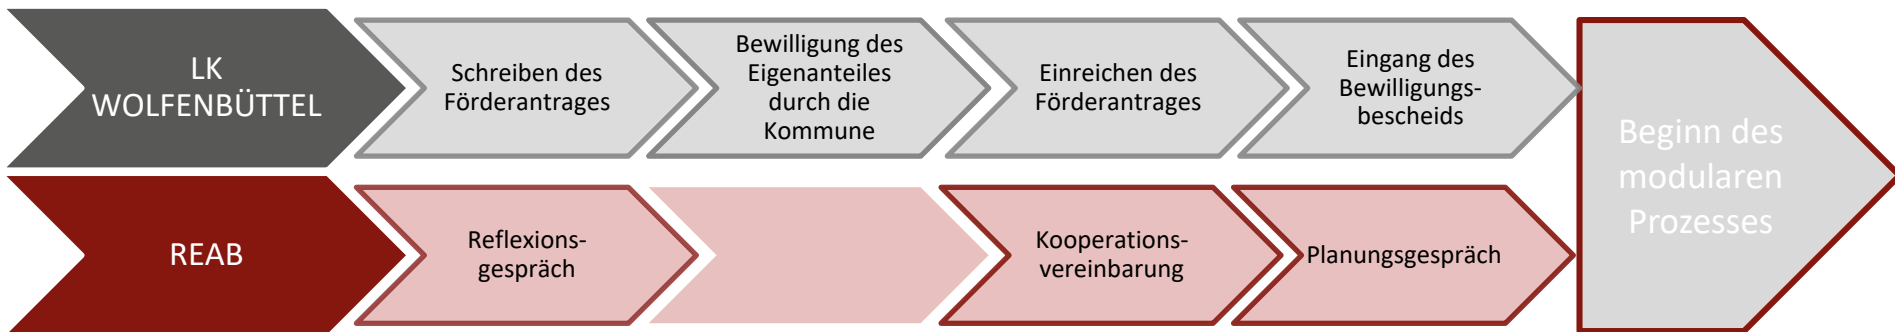 LK
WOLFENBÜTTEL
Schreiben des
Förderantrages
Bewilligung des
Eigenanteiles
durch die
Kommune
Einreichen des
Förderantrages
Eingang des
Bewilligungs-
bescheids
Beginn des
modularen
Prozesses
REAB
Reflexions-
gespräch
Kooperations-
vereinbarung
Planungsgespräch